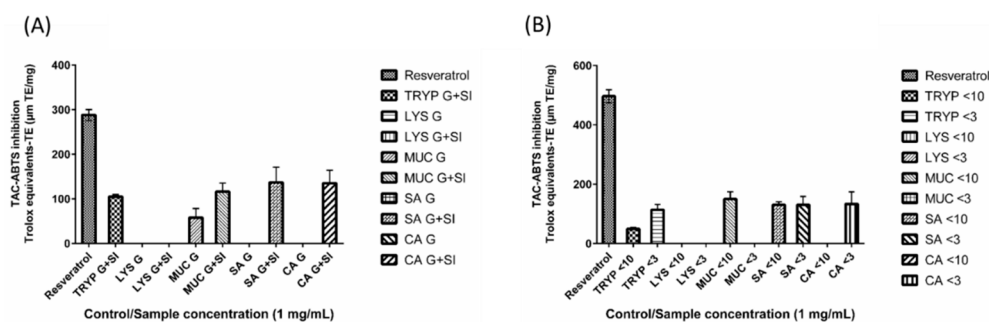 (A)
TAC-ABTS inhibition
Trolox equivalents-TE (µm TE/mg)
400
300
200
100
0
Resveratrol
TRYP G+SI
LYS G
LYS G+SI
MUC G
MUC G+SI
SA G
SA G+SI
CA G
CA G+SI
Control/Sample concentration (1 mg/mL)
Resveratrol
TRYP G+SI
LYS G
LYS G+SI
MUC G
MUC G+SI
SA G
SA G+SI
CA G
CA G+SI
(B)
TAC-ABTS inhibition
Trolox equivalents-TE (µm TE/mg)
600
400
200
0
Resveratrol
TRYP <10
TRYP <3
LYS <10
LYS <3
MUC <10
MUC <3
SA <10
SA <3
CA <10
CA <3
Control/Sample concentration (1 mg/mL)
Resveratrol
TRYP <10
TRYP <3
LYS <10
LYS <3
MUC <10
MUC <3
SA <10
SA <3
CA <10
CA <3